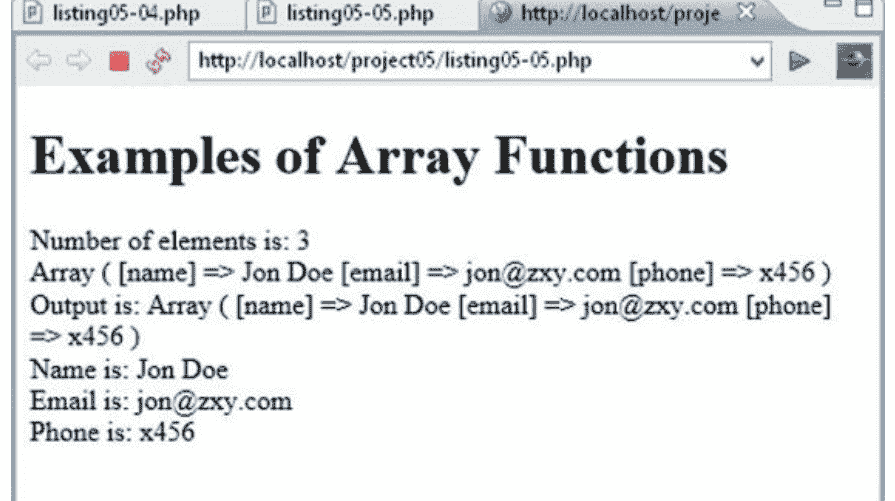 listing05-04.php listing05-05.php http://localhost/proje
http://localhost/project05/listing05-05.php
Examples of Array Functions
Number of elements is: 3
Array ( [name] => Jon Doe [email] => jon@zxy.com [phone] => x456 )
Output is: Array ( [name] => Jon Doe [email] => jon@zxy.com [phone]
=> x456 )
Name is: Jon Doe
Email is: jon@zxy.com
Phone is: x456